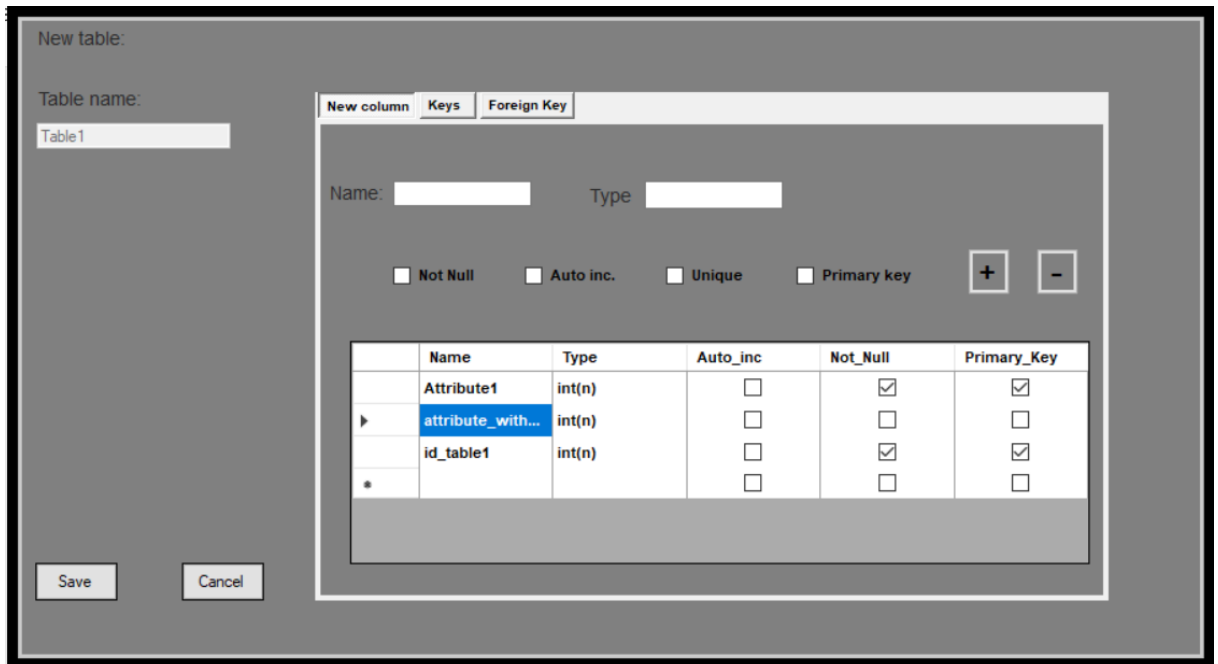 New table:
Table name:
Table1
New column Keys Foreign Key
Name: Type
Not Null Auto inc. Unique Primary key + -
Name Type Auto_inc Not_Null Primary_Key
Attribute1 int(n)
attribute_with... int(n)
id_table1 int(n)
Save Cancel